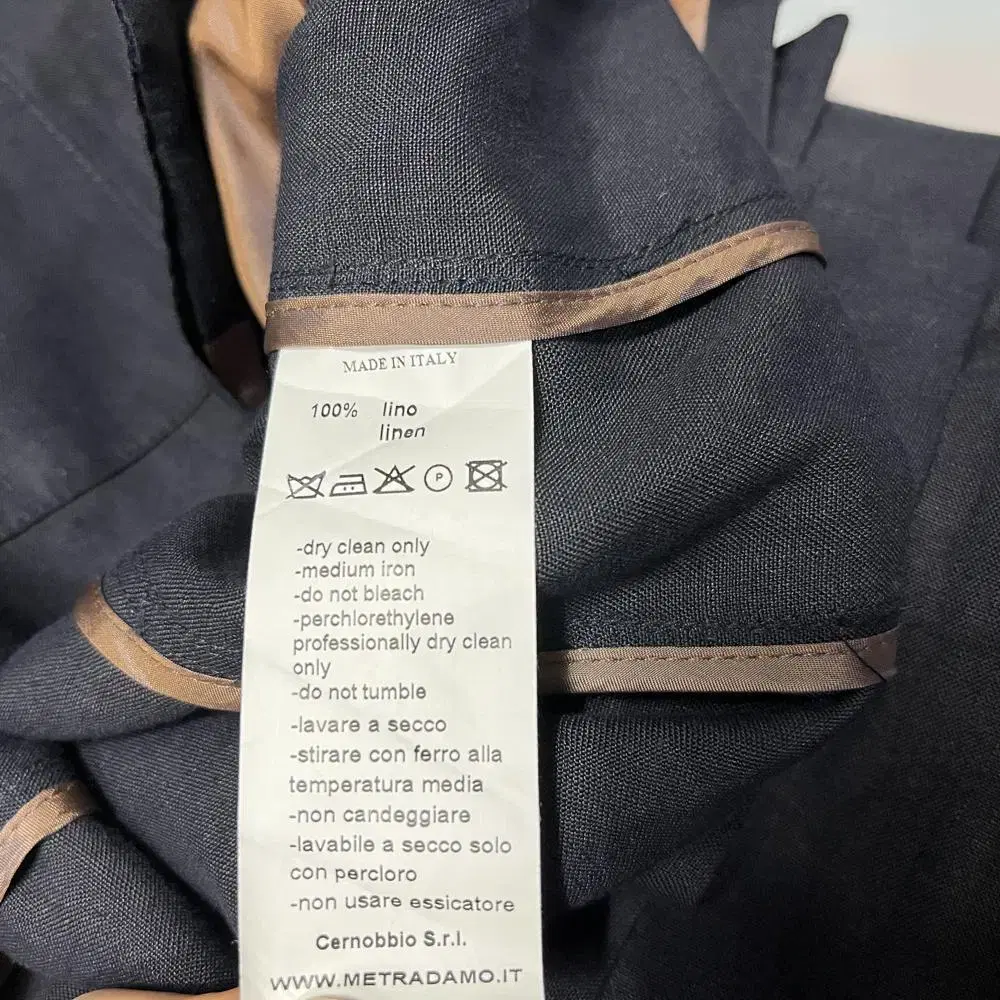 MADE IN ITALY
100% lino
linen
P
-dry clean only
-medium iron
-do not bleach
-perchlorethylene
professionally dry clean
only
-do not tumble
-lavare a secco
-stirare con ferro alla
temperatura media
-non candeggiare
-lavabile a secco solo
con percloro
-non usare essicatore
Cernobbio S.r.l.
WWW.METRADAMO.IT